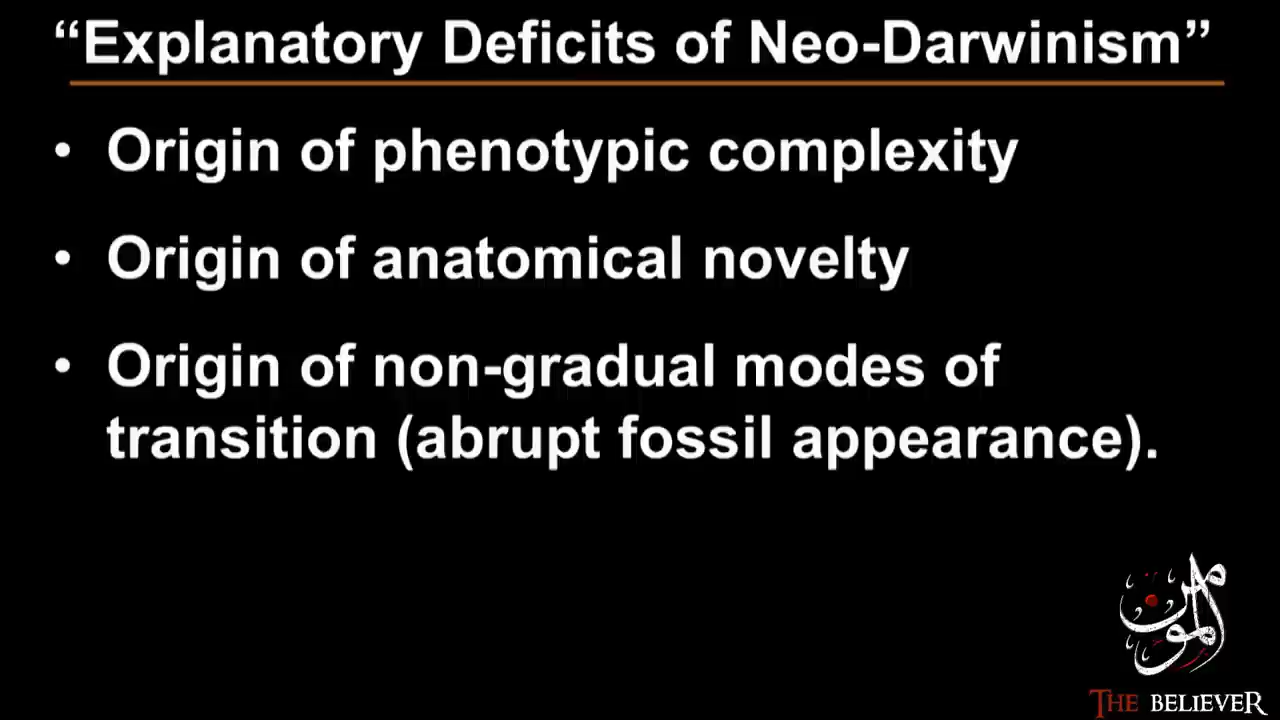 “Explanatory Deficits of Neo-Darwinism”
• Origin of phenotypic complexity
• Origin of anatomical novelty
• Origin of non-gradual modes of
transition (abrupt fossil appearance).
المؤمن
THE BELIEVER